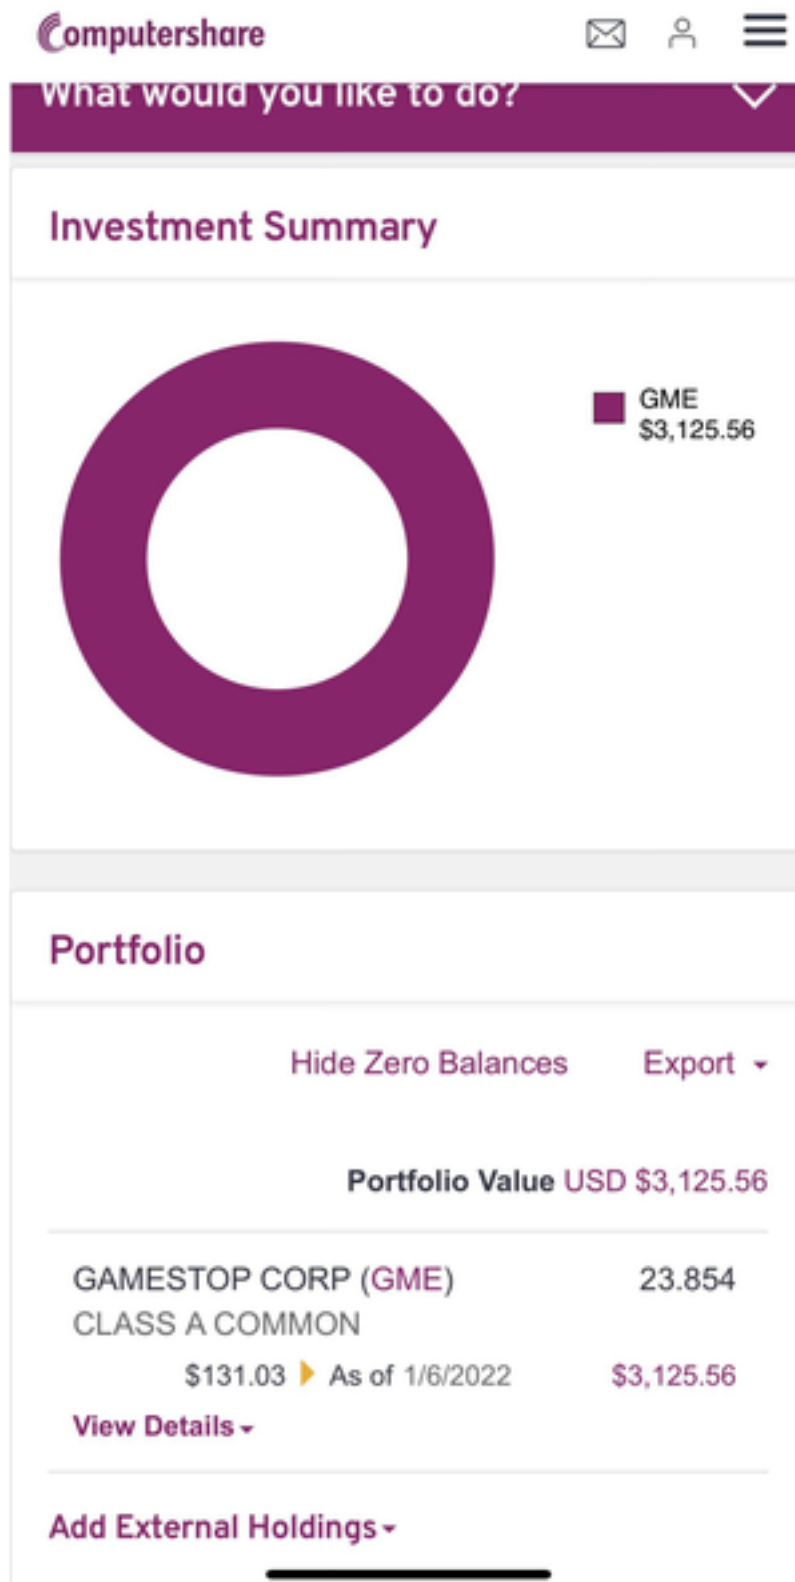 Computershare
What would you like to do?
Investment Summary
GME
$3,125.56
Portfolio
Hide Zero Balances Export
Portfolio Value USD $3,125.56
GAMESTOP CORP (GME) 23.854
CLASS A COMMON
$131.03 As of 1/6/2022 $3,125.56
View Details
Add External Holdings